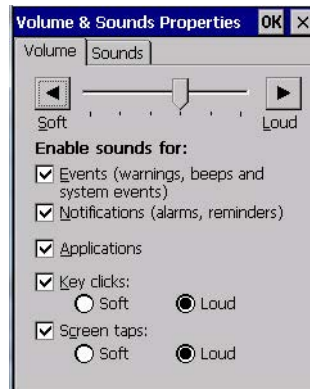 Volume & Sounds Properties OK ×
Volume Sounds
Soft Loud
Enable sounds for:
Events (warnings, beeps and
system events)
Notifications (alarms, reminders)
Applications
Key clicks:
Soft Loud
Screen taps:
Soft Loud